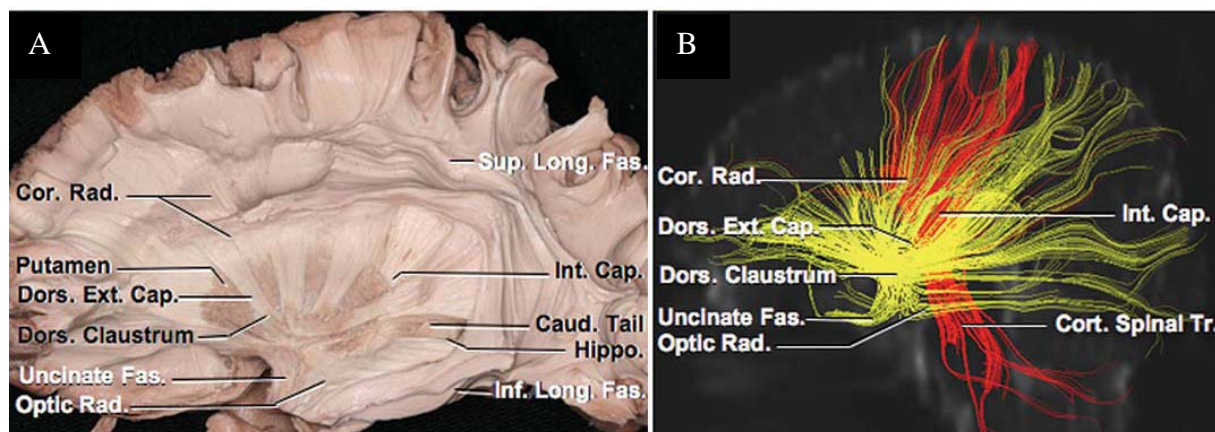 A
Sup. Long. Fas.
Cor. Rad.
Putamen
Int. Cap.
Dors. Ext. Cap.
Dors. Claustrum
Caud. Tail
Hippo.
Uncinate Fas.
Inf. Long. Fas.
Optic Rad.
B
Cor. Rad.
Int. Cap.
Dors. Ext. Cap.
Dors. Claustrum
Uncinate Fas.
Cort. Spinal Tr.
Optic Rad.